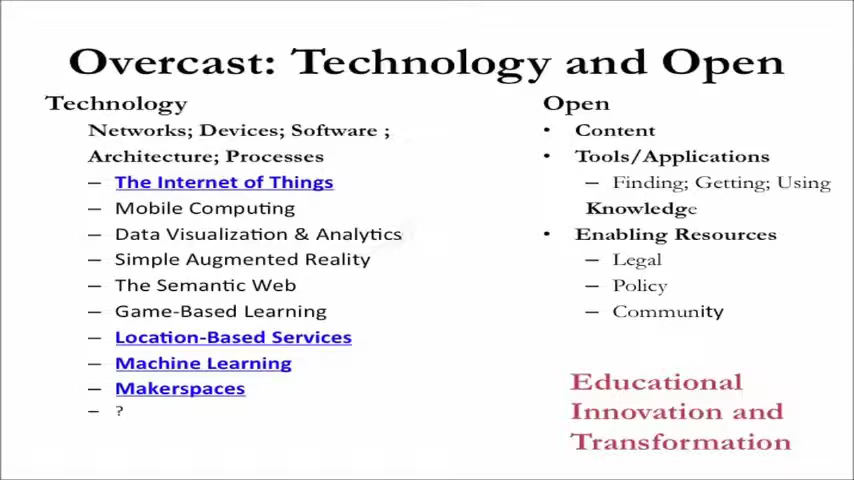 Overcast: Technology and Open
Technology
Networks; Devices; Software ;
Architecture; Processes
– The Internet of Things
– Mobile Computing
– Data Visualization & Analytics
– Simple Augmented Reality
– The Semantic Web
– Game-Based Learning
– Location-Based Services
– Machine Learning
– Makerspaces
– ?
Open
• Content
• Tools/Applications
– Finding; Getting; Using
Knowledge
• Enabling Resources
– Legal
– Policy
– Community
Educational
Innovation and
Transformation